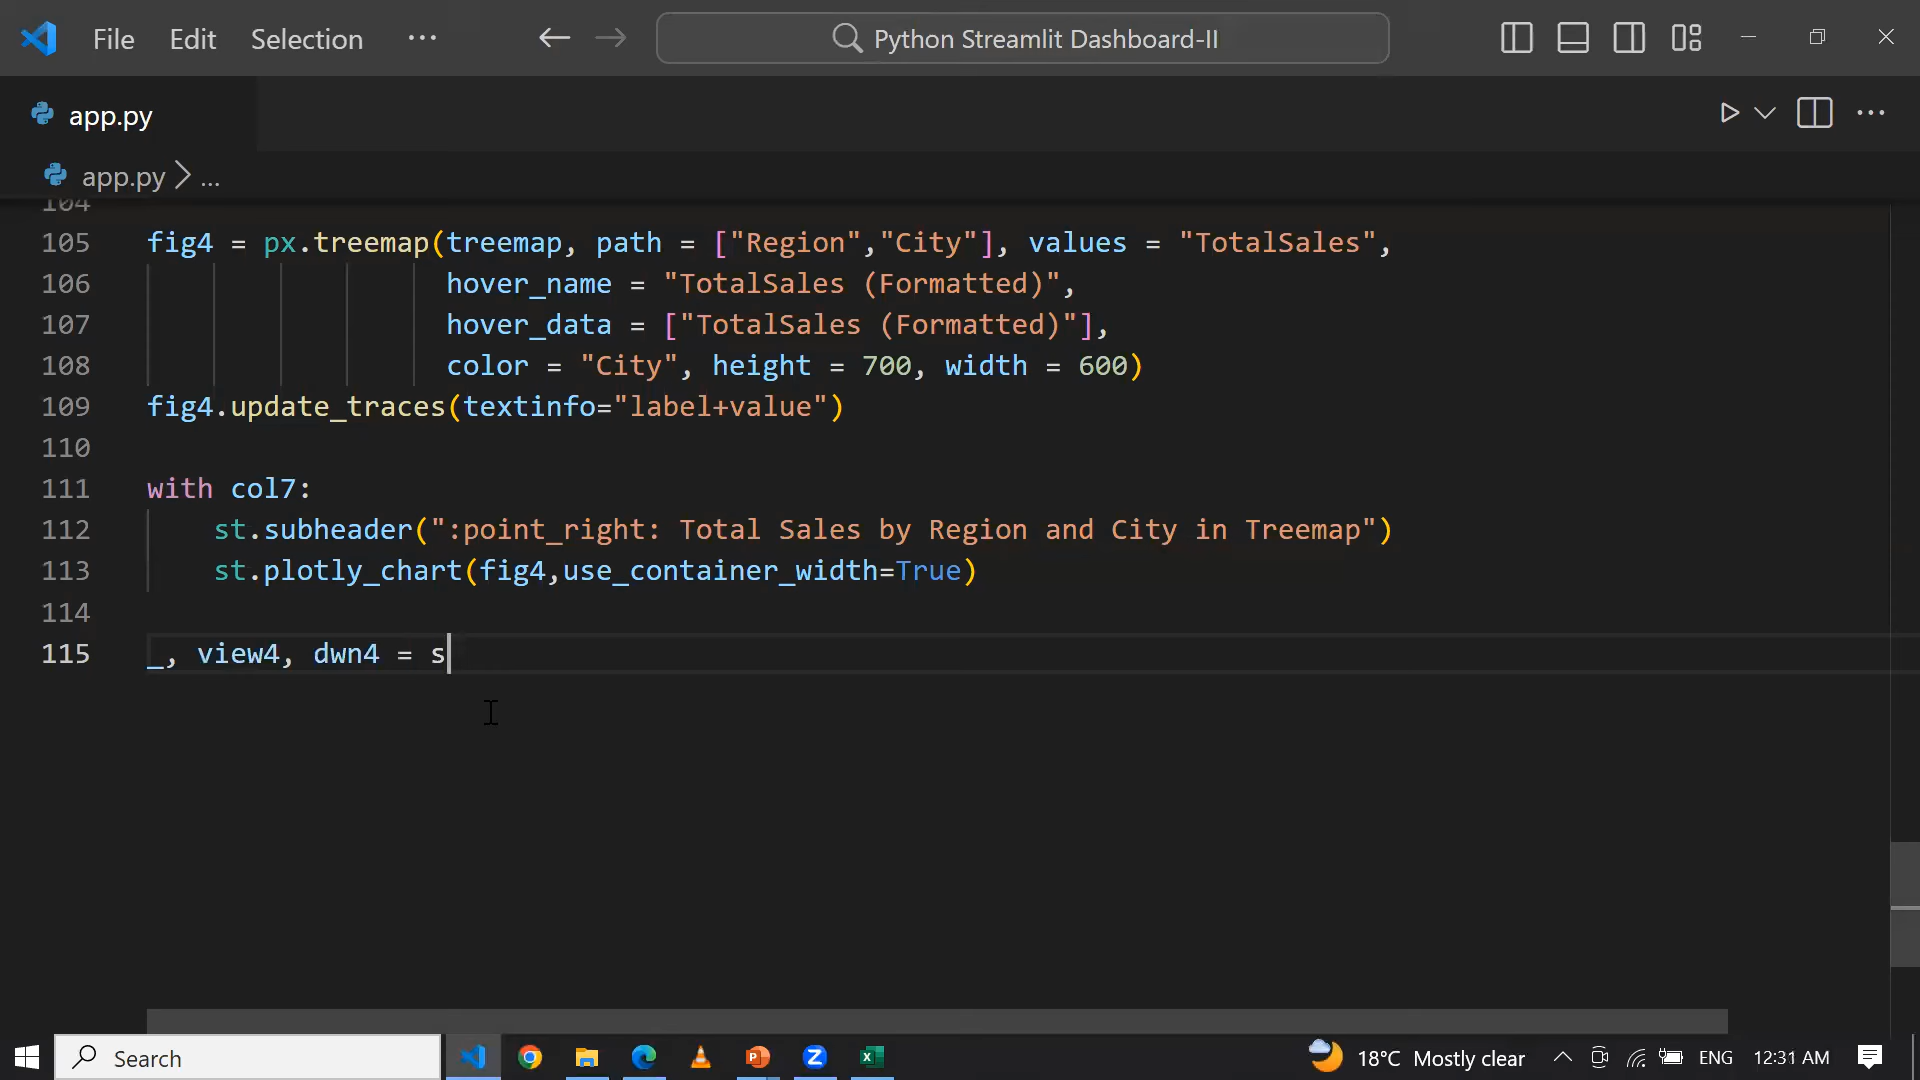 File Edit Selection ··· Python Streamlit Dashboard-II
app.py
app.py > ...
104
105 fig4 = px.treemap(treemap, path = ["Region","City"], values = "TotalSales",
106 hover_name = "TotalSales (Formatted)",
107 hover_data = ["TotalSales (Formatted)"],
108 color = "City", height = 700, width = 600)
109 fig4.update_traces(textinfo="label+value")
110
111 with col7:
112 st.subheader(":point_right: Total Sales by Region and City in Treemap")
113 st.plotly_chart(fig4,use_container_width=True)
114
115 _, view4, dwn4 = s
Search 18°C Mostly clear ENG 12:31 AM